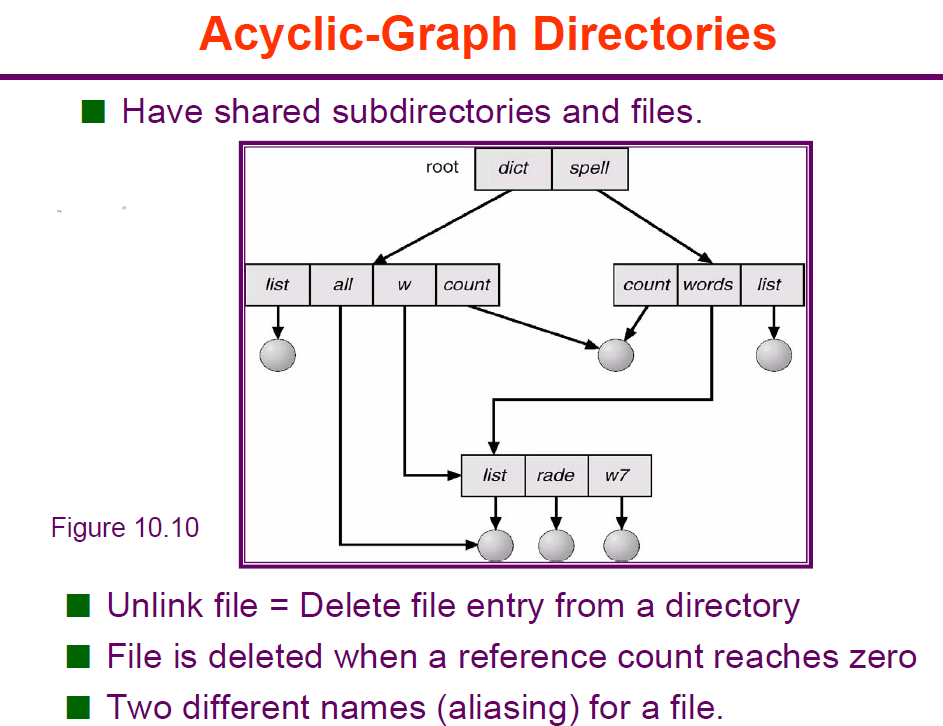 Acyclic-Graph Directories
Have shared subdirectories and files.
root dict spell
list all w count count words list
list rade w7
Figure 10.10
Unlink file = Delete file entry from a directory
File is deleted when a reference count reaches zero
Two different names (aliasing) for a file.